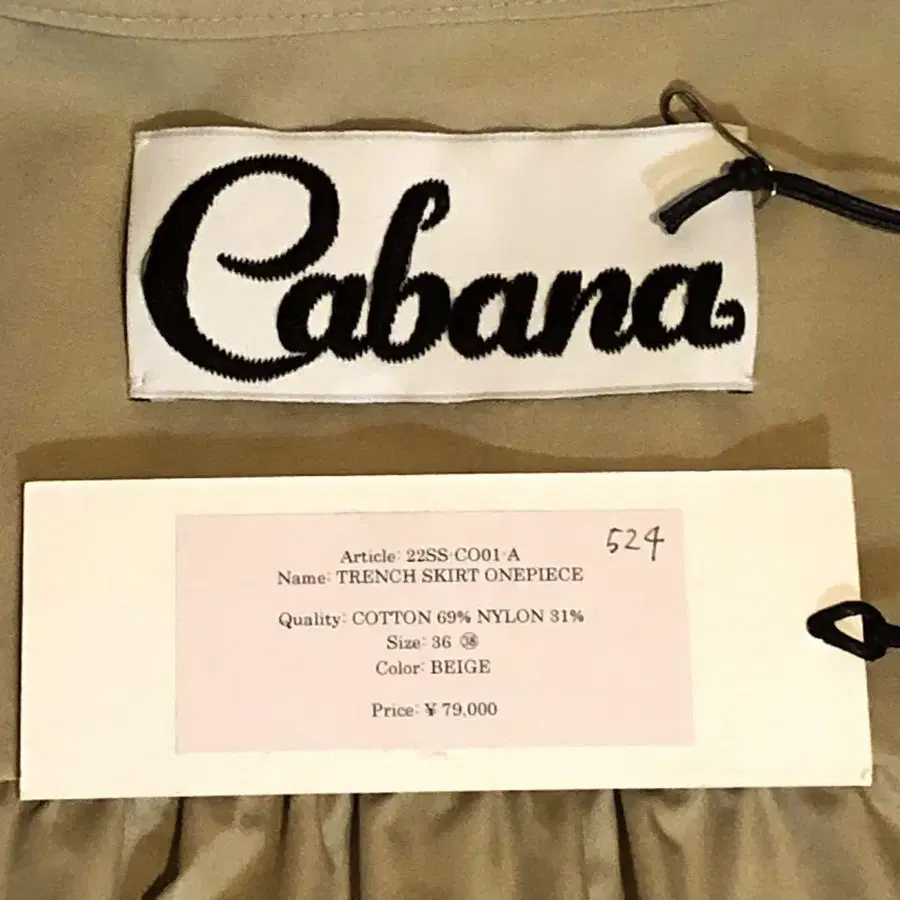 Cabana
524
Article: 22SS-CO01-A
Name: TRENCH SKIRT ONEPIECE
Quality: COTTON 69% NYLON 31%
Size: 36 ㊳
Color: BEIGE
Price: ¥ 79,000